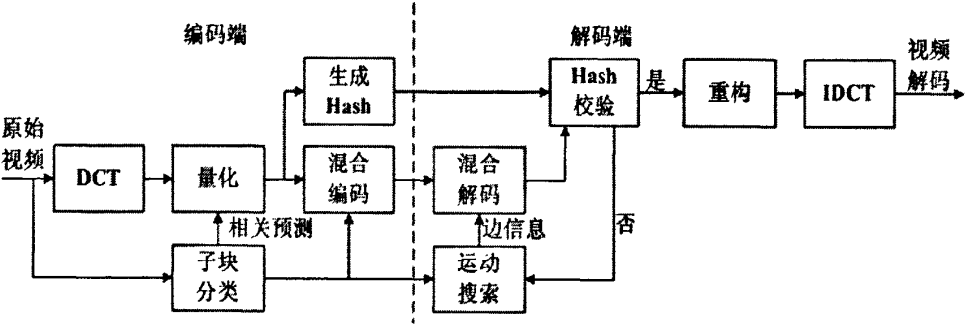 编码端
解码端
生成
Hash
Hash
校验
是
重构
IDCT
视频
解码
原始
视频
DCT
量化
混合
编码
混合
解码
相关预测
边信息
否
子块
分类
运动
搜索